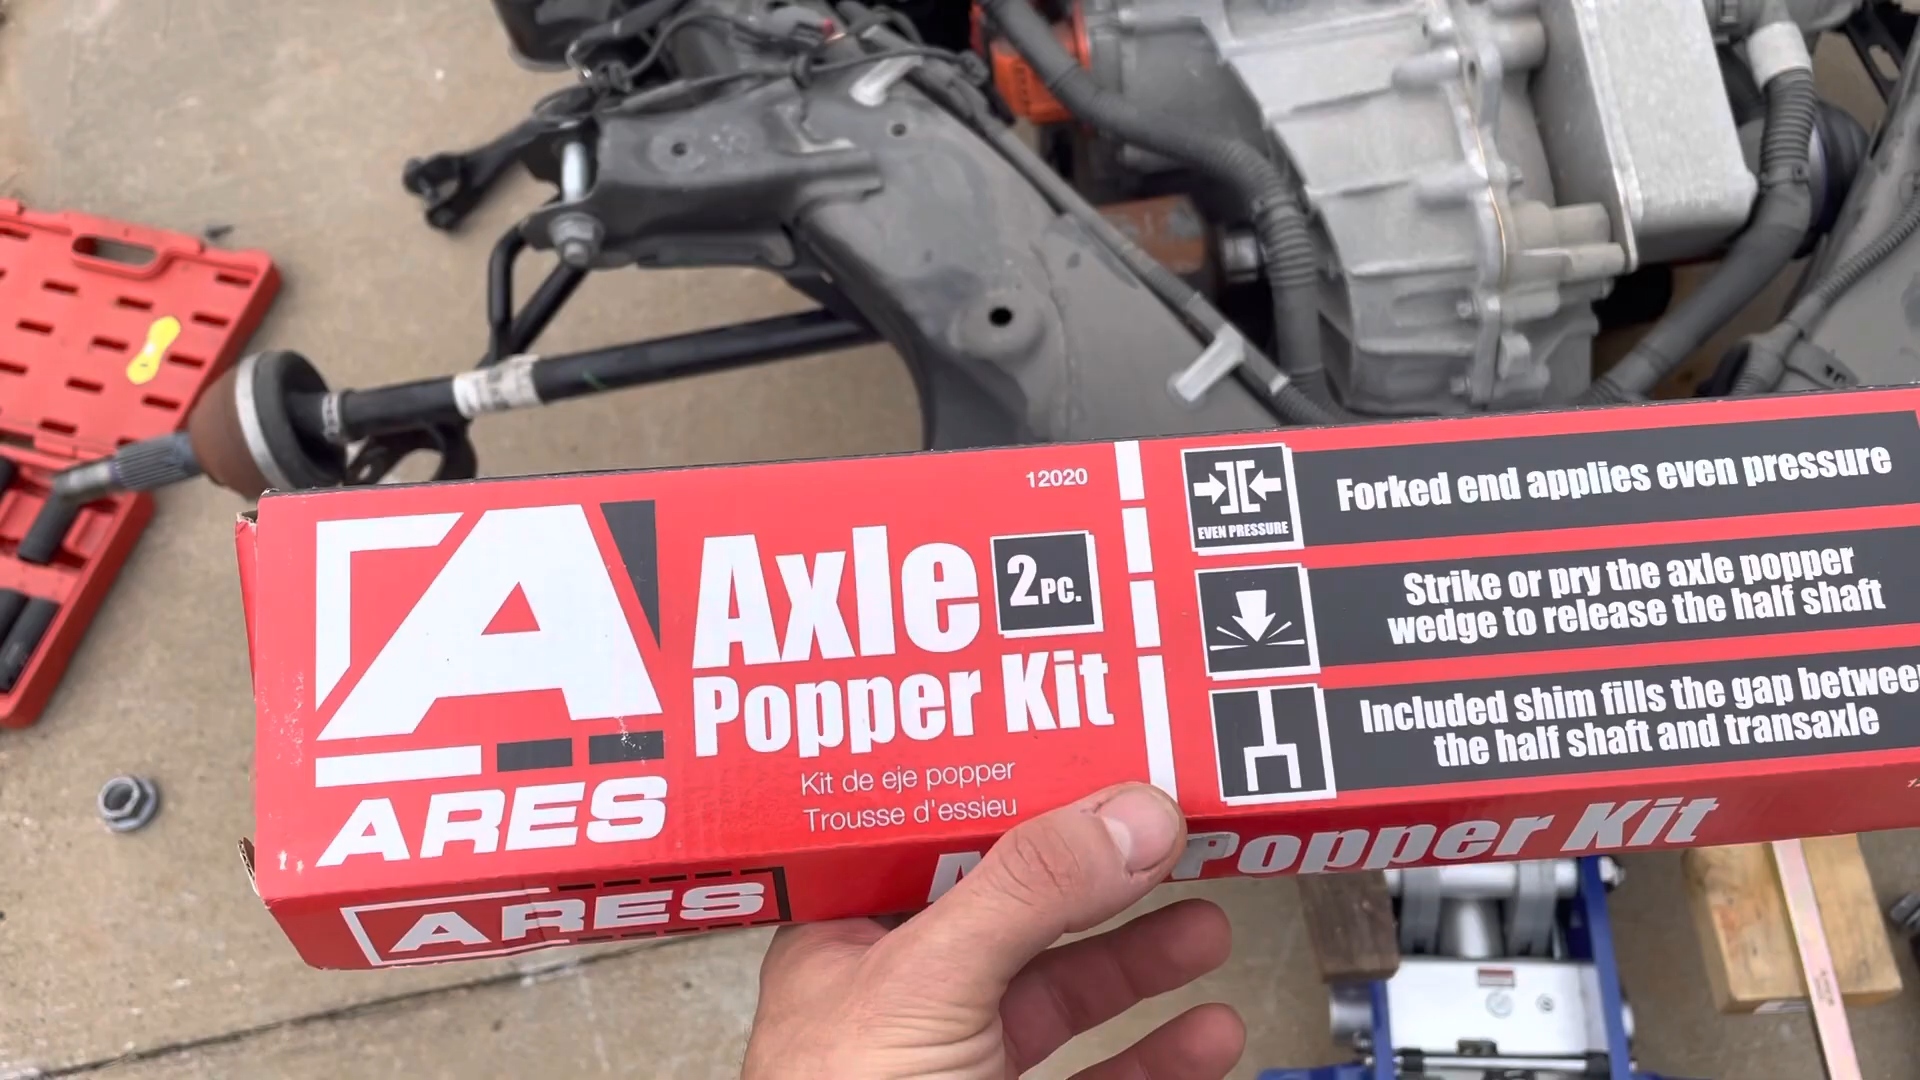 12020
ARES
Axle
2PC.
Popper Kit
Kit de eje popper
Trousse d'essieu
EVEN PRESSURE
Forked end applies even pressure
Strike or pry the axle popper
wedge to release the half shaft
Included shim fills the gap betwee
the half shaft and transaxle
ARES
Popper Kit